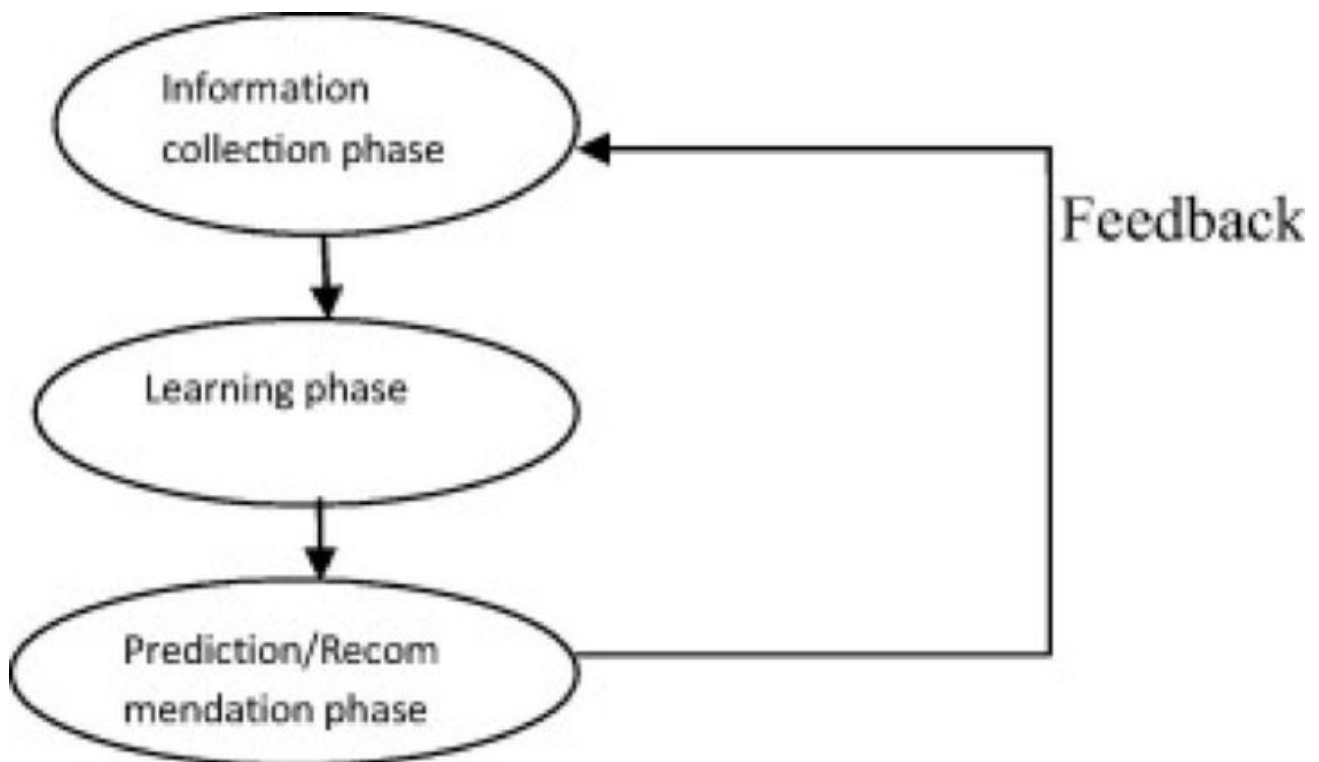 Information
collection phase
Feedback
Learning phase
Prediction/Recom
mendation phase